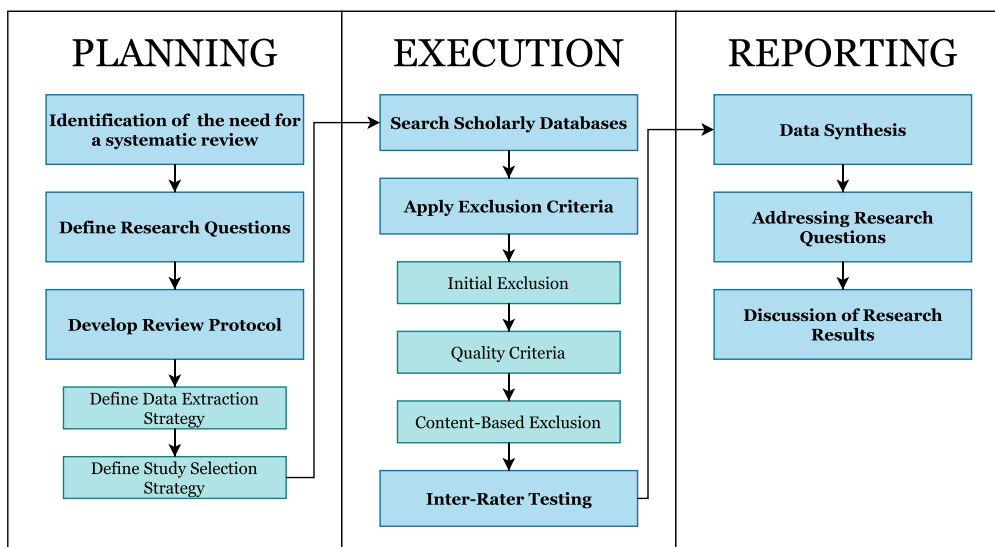 PLANNING
Identification of the need for
a systematic review
Define Research Questions
Develop Review Protocol
Define Data Extraction
Strategy
Define Study Selection
Strategy
EXECUTION
Search Scholarly Databases
Apply Exclusion Criteria
Initial Exclusion
Quality Criteria
Content-Based Exclusion
Inter-Rater Testing
REPORTING
Data Synthesis
Addressing Research
Questions
Discussion of Research
Results